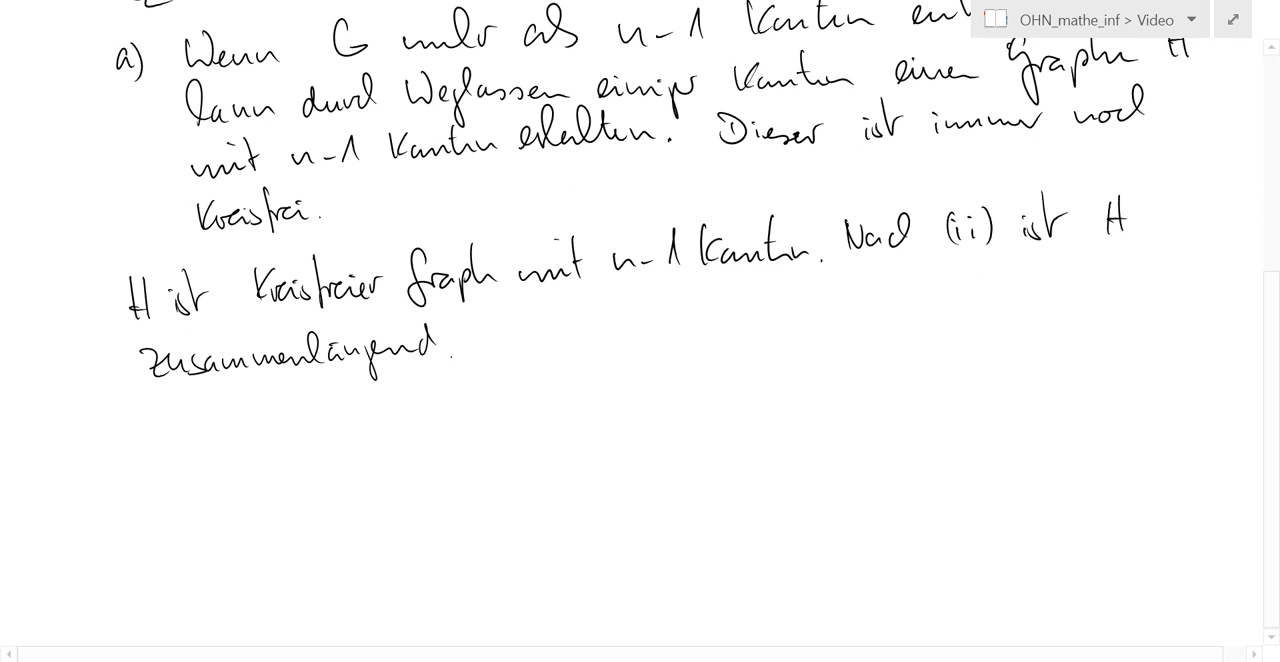 OHN_mathe_inf > Video
a) Wenn G mehr als n-1 Kanten
kann durch Weglassen einiger Kanten einen Graphen H
mit n-1 Kanten erhalten. Dieser ist immer noch
Kreisfrei.
H ist Kreisfreier Graph mit n-1 Kanten. Nach (ii) ist H
zusammenhängend.